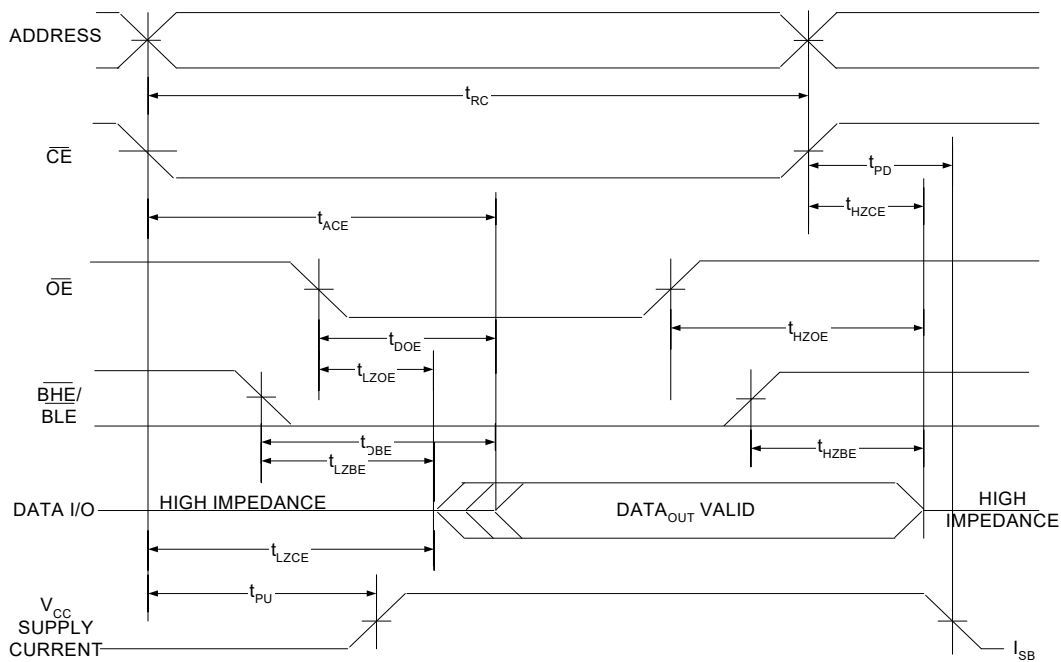 ADDRESS
tRC
CE
tPD
tHZCE
tACE
OE
tHZOE
tDOE
tLZOE
BHE/
BLE
tDBE
tHZBE
tLZBE
HIGH IMPEDANCE
DATA I/O
DATAOUT VALID
HIGH
IMPEDANCE
tLZCE
tPU
VCC
SUPPLY
CURRENT
ISB